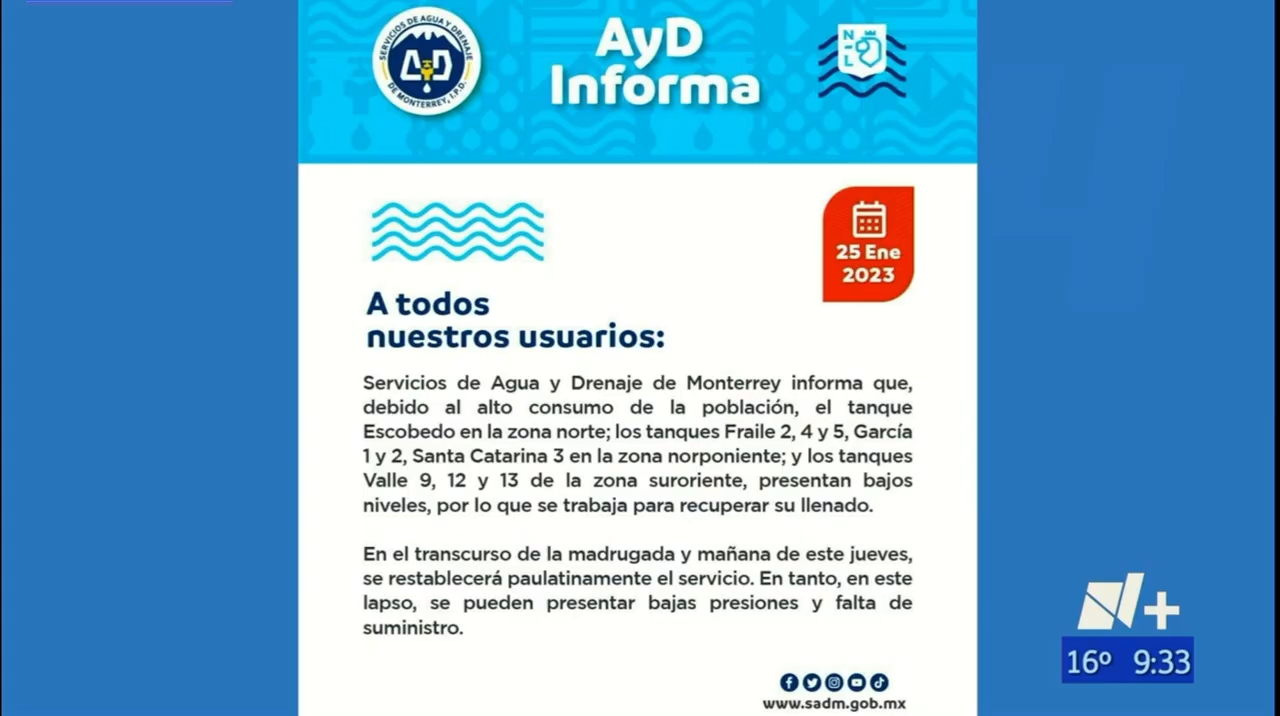 SERVICIOS DE AGUA Y DRENAJE
AyD
DE MONTERREY, I.P.D.
AyD
Informa
N
L
25 Ene
2023
A todos
nuestros usuarios:
Servicios de Agua y Drenaje de Monterrey informa que,
debido al alto consumo de la población, el tanque
Escobedo en la zona norte; los tanques Fraile 2, 4 y 5, García
1 y 2, Santa Catarina 3 en la zona norponiente; y los tanques
Valle 9, 12 y 13 de la zona suroriente, presentan bajos
niveles, por lo que se trabaja para recuperar su llenado.
En el transcurso de la madrugada y mañana de este jueves,
se restablecerá paulatinamente el servicio. En tanto, en este
lapso, se pueden presentar bajas presiones y falta de
suministro.
www.sadm.gob.mx
N+
16º 9:33